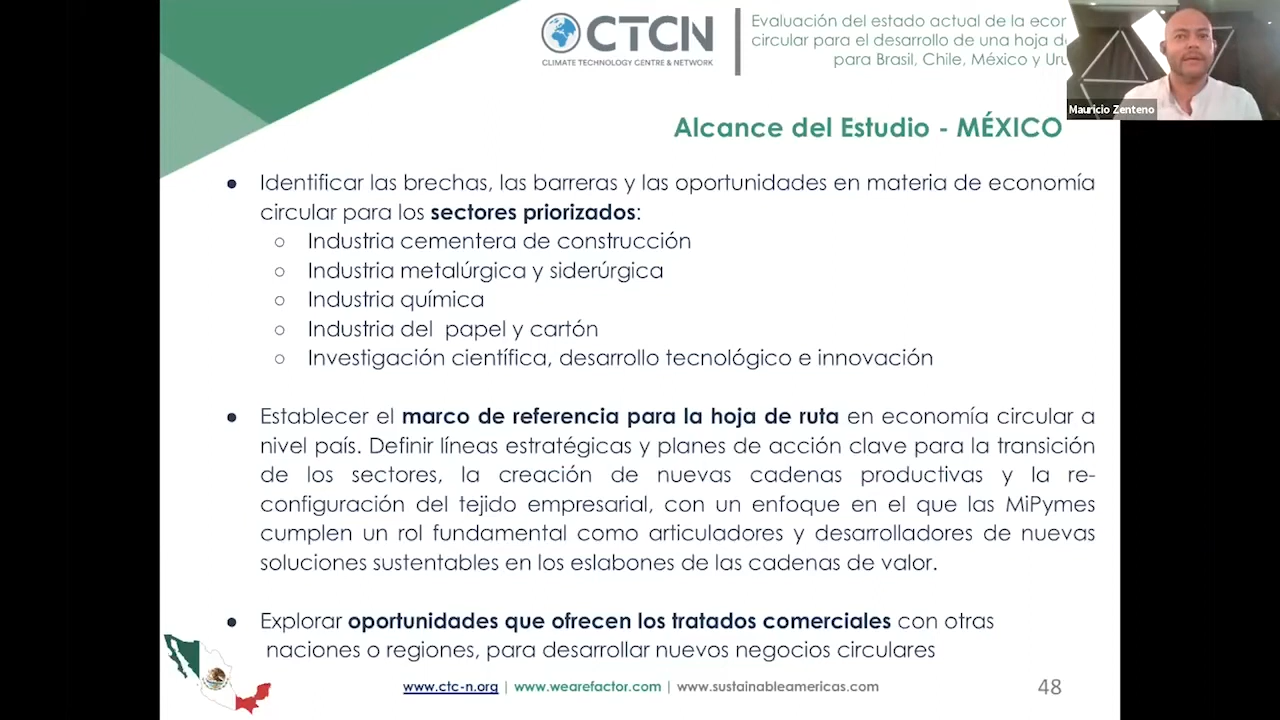 CTCN
CLIMATE TECHNOLOGY CENTRE & NETWORK
Evaluación del estado actual de la
circular para el desarrollo de una hoja
para Brasil, Chile, México y
Mauricio Zenteno
Alcance del Estudio - MÉXICO
● Identificar las brechas, las barreras y las oportunidades en materia de economía
circular para los sectores priorizados:
○ Industria cementera de construcción
○ Industria metalúrgica y siderúrgica
○ Industria química
○ Industria del papel y cartón
○ Investigación científica, desarrollo tecnológico e innovación
● Establecer el marco de referencia para la hoja de ruta en economía circular a
nivel país. Definir líneas estratégicas y planes de acción clave para la transición
de los sectores, la creación de nuevas cadenas productivas y la re-
configuración del tejido empresarial, con un enfoque en el que las MiPymes
cumplen un rol fundamental como articuladores y desarrolladores de nuevas
soluciones sustentables en los eslabones de las cadenas de valor.
● Explorar oportunidades que ofrecen los tratados comerciales con otras
naciones o regiones, para desarrollar nuevos negocios circulares
www.ctc-n.org | www.wearefactor.com | www.sustainableamericas.com
48